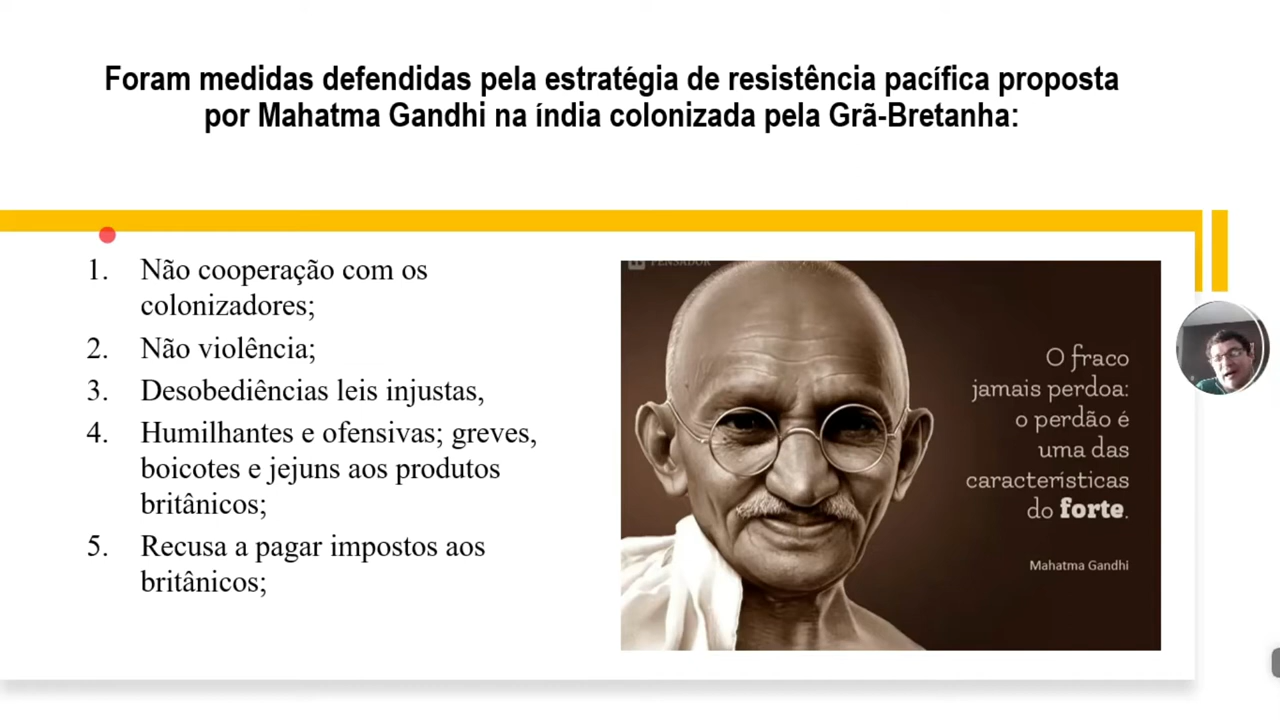 Foram medidas defendidas pela estratégia de resistência pacífica proposta
por Mahatma Gandhi na índia colonizada pela Grã-Bretanha:
1. Não cooperação com os
colonizadores;
2. Não violência;
3. Desobediências leis injustas,
4. Humilhantes e ofensivas; greves,
boicotes e jejuns aos produtos
britânicos;
5. Recusa a pagar impostos aos
britânicos;
PENSADOR
O fraco
jamais perdoa:
o perdão é
uma das
características
do forte.
Mahatma Gandhi